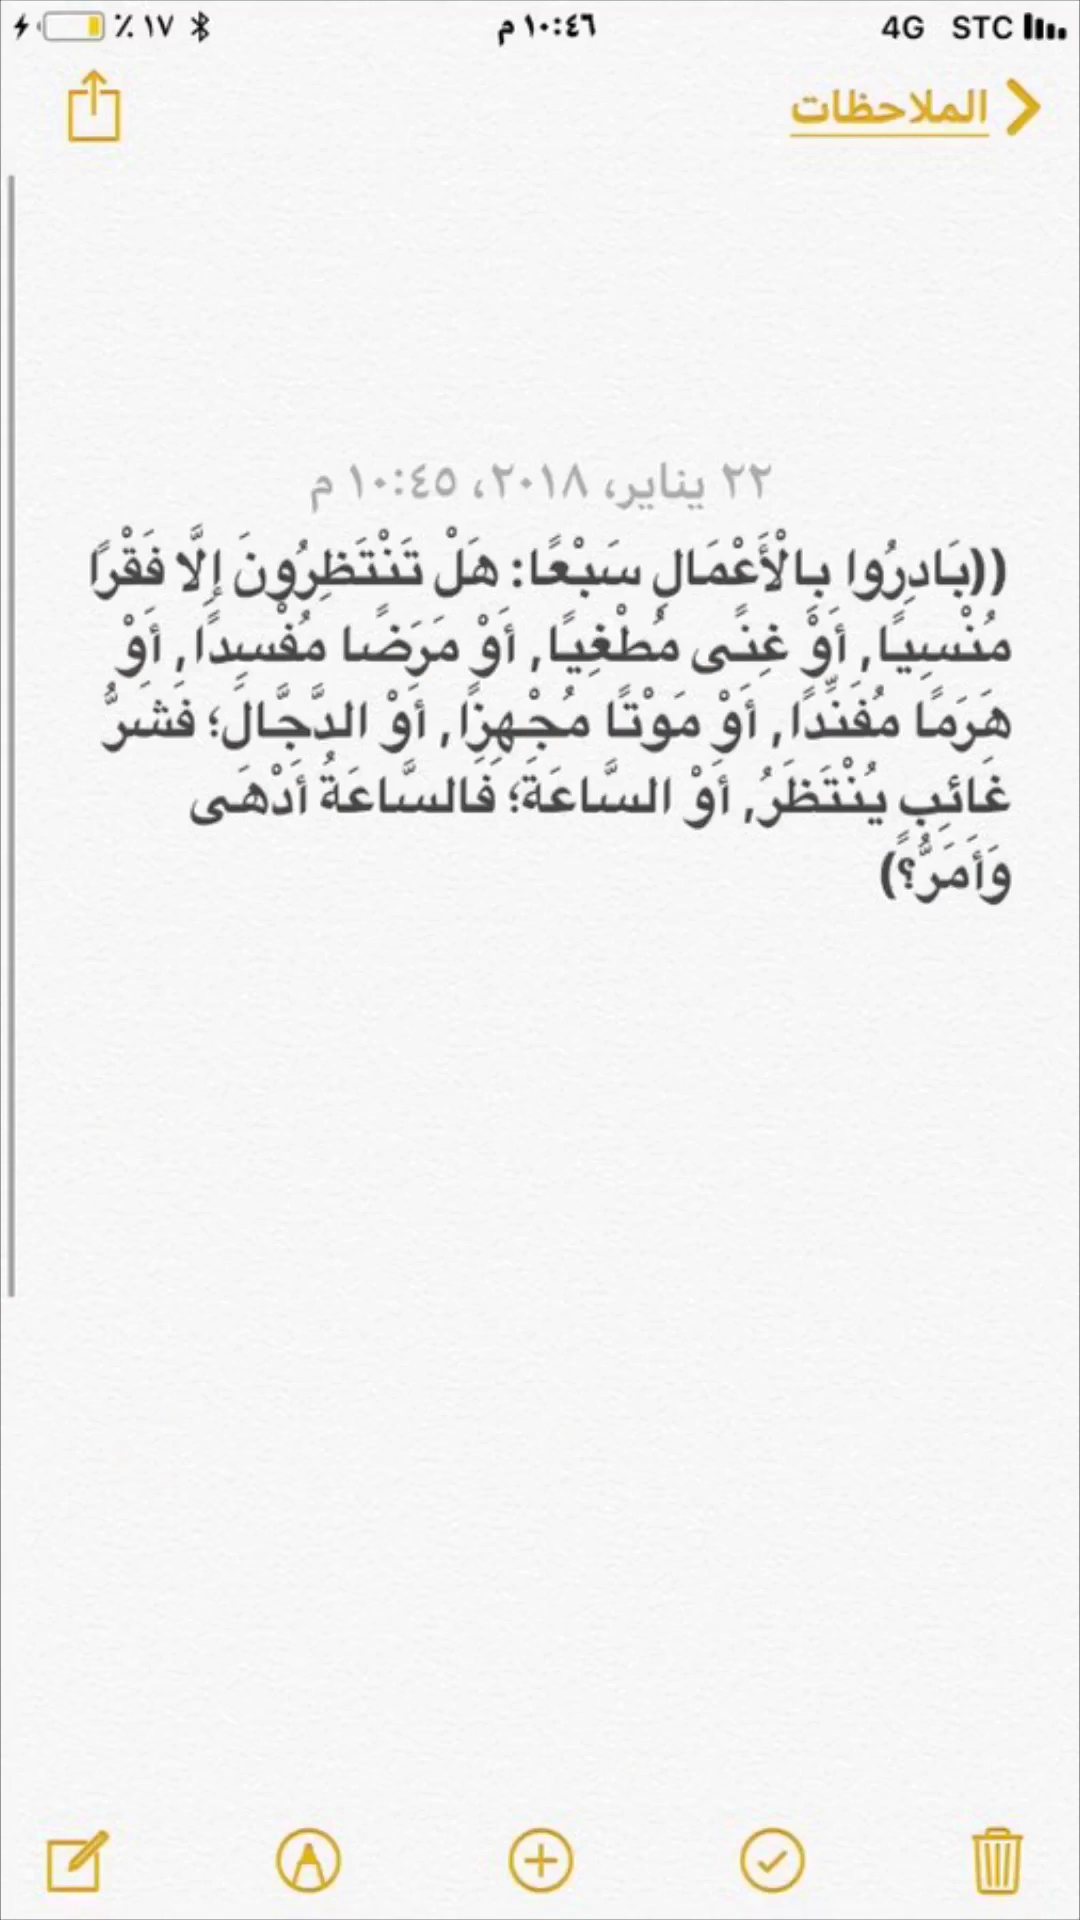 4G STC ١٠:٤٦ م ٪ ١٧
الملاحظات
٢٢ يناير، ٢٠١٨، ١٠:٤٥ م
((بَادِرُوا بِالْأَعْمَالِ سَبْعًا: هَلْ تَنْتَظِرُونَ إِلَّا فَقْرًا
مُنْسِيًا, أَوْ غِنًى مُطْغِيًا, أَوْ مَرَضًا مُفْسِدًا, أَوْ
هَرَمًا مُفَنِّدًا, أَوْ مَوْتًا مُجْهِزًا, أَوْ الدَّجَّالَ؛ فَشَرُّ
غَائِبٍ يُنْتَظَرُ, أَوْ السَّاعَةَ؛ فَالسَّاعَةُ أَدْهَى
وَأَمَرُّ؟)